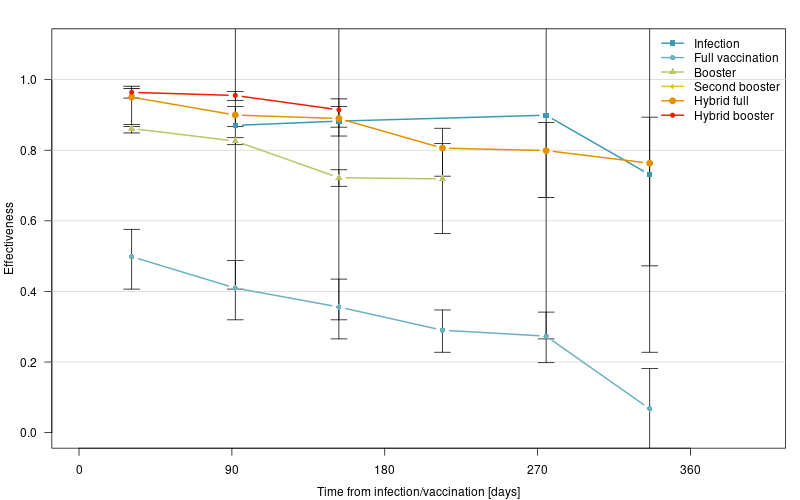 Infection
Full vaccination
Booster
Second booster
Hybrid full
Hybrid booster
1.0
0.8
0.6
0.4
0.2
0.0
Effectiveness
0 90 180 270 360
Time from infection/vaccination [days]